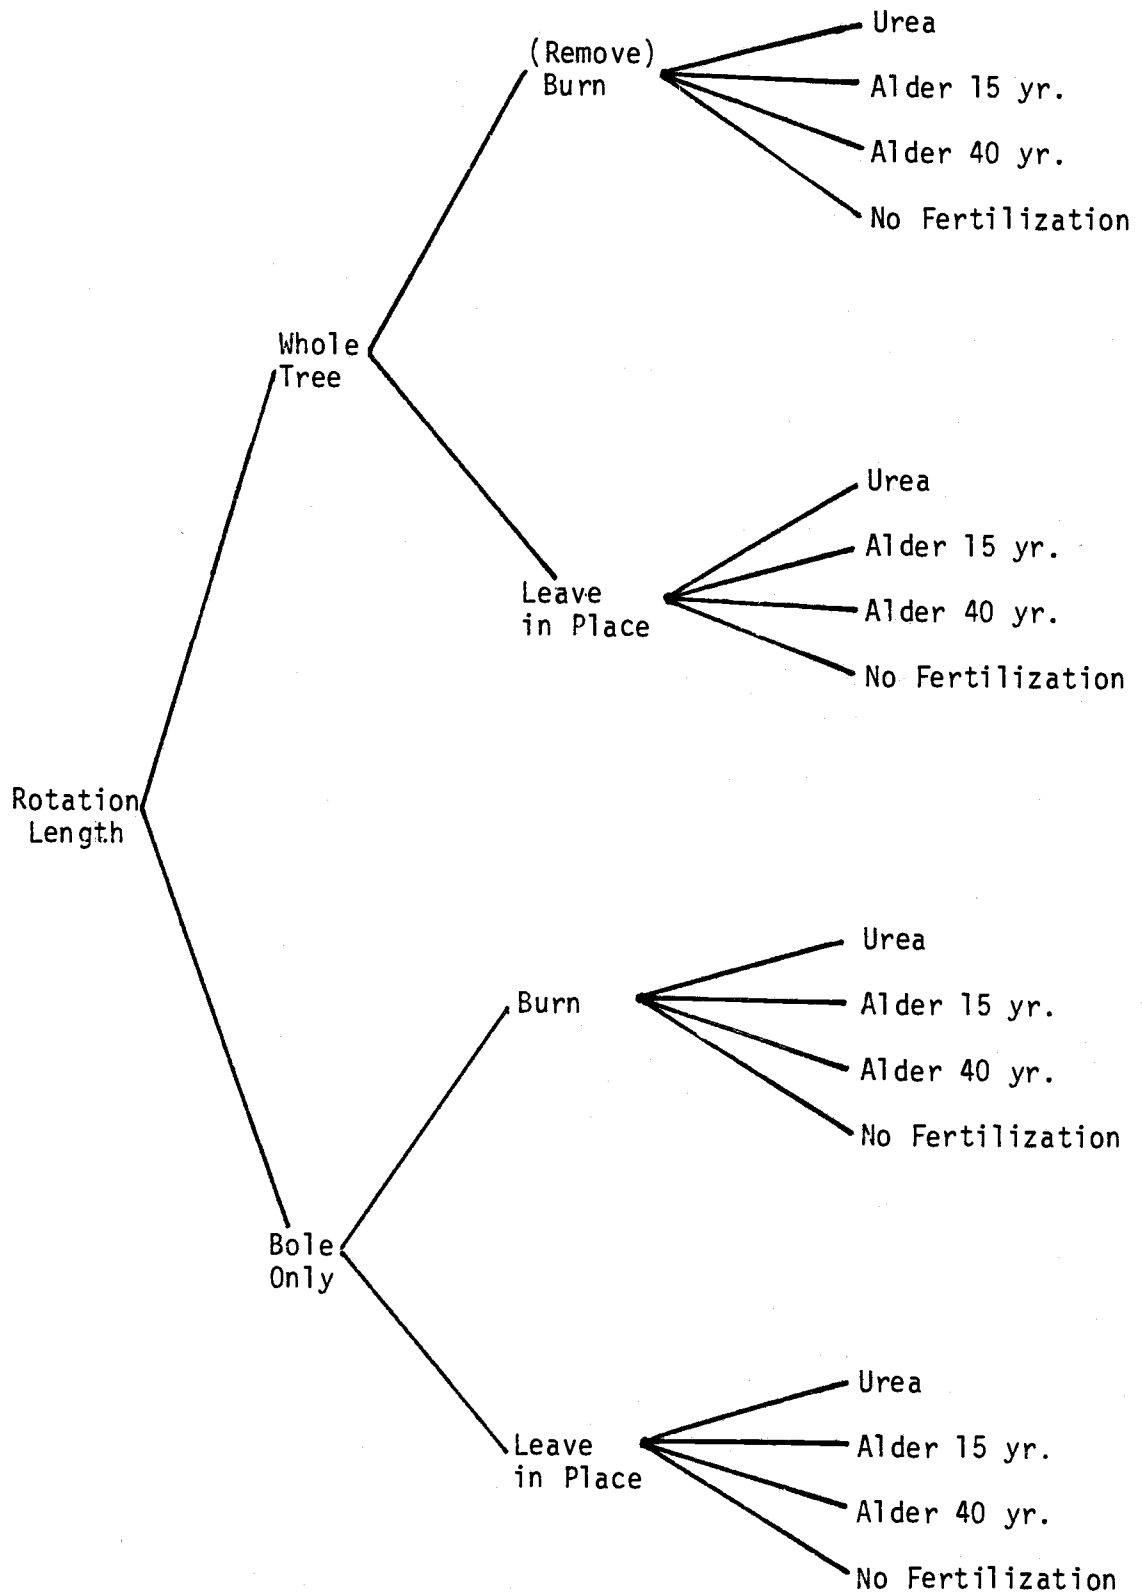 Urea
(Remove)
Burn
Alder 15 yr.
Alder 40 yr.
No Fertilization
Whole
Tree
Urea
Alder 15 yr.
Leave
in Place
Alder 40 yr.
No Fertilization
Rotation
Length
Urea
Burn
Alder 15 yr.
Alder 40 yr.
No Fertilization
Bole
Only
Urea
Leave
in Place
Alder 15 yr.
Alder 40 yr.
No Fertilization